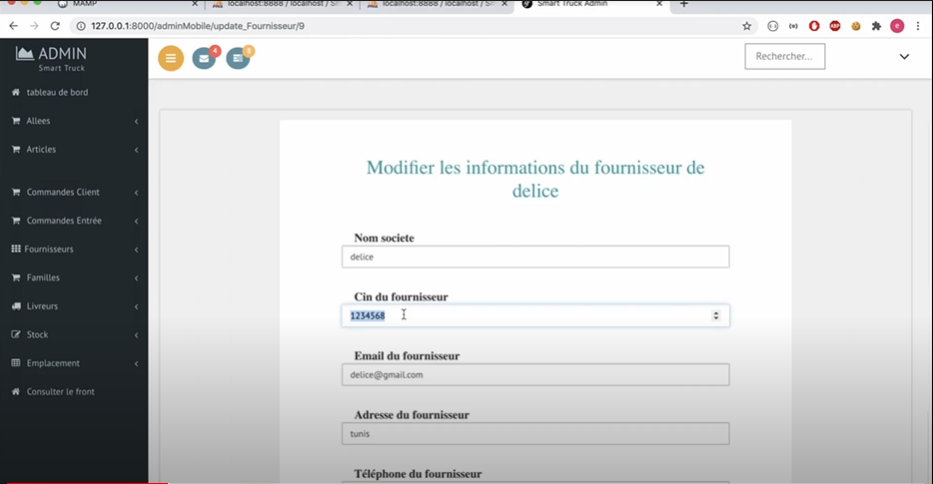 MAMP
localhost:8888 / localhost /
localhost:8888 / localhost /
Smart Truck Admin
127.0.0.1:8000/adminMobile/update_Fournisseur/9
ABP
e
ADMIN
Smart Truck
4
8
Rechercher...
tableau de bord
Allees
Articles
Commandes Client
Commandes Entrée
Fournisseurs
Familles
Livreurs
Stock
Emplacement
Consulter le front
Modifier les informations du fournisseur de
delice
Nom societe
delice
Cin du fournisseur
1234568
Email du fournisseur
delice@gmail.com
Adresse du fournisseur
tunis
Téléphone du fournisseur